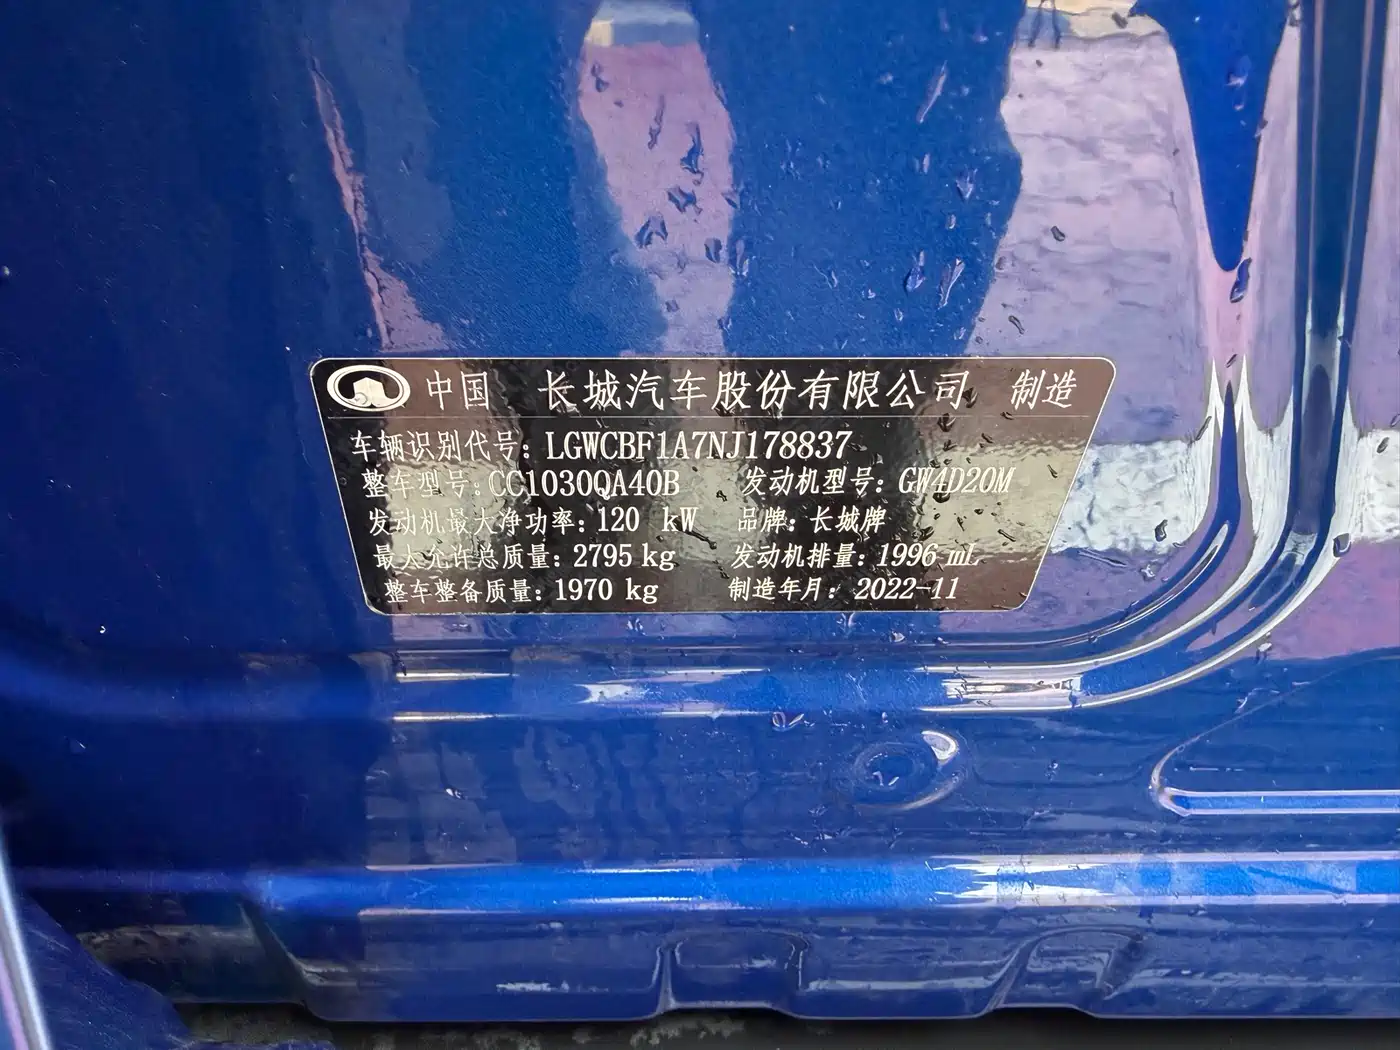 中国 长城汽车股份有限公司 制造
车辆识别代号：LGWCBF1A7NJ178837
整车型号：CC1030QA40B 发动机型号：GW4D20M
发动机最大净功率：120 kW 品牌：长城牌
最大允许总质量：2795 kg 发动机排量：1996 mL
整车整备质量：1970 kg 制造年月：2022-11